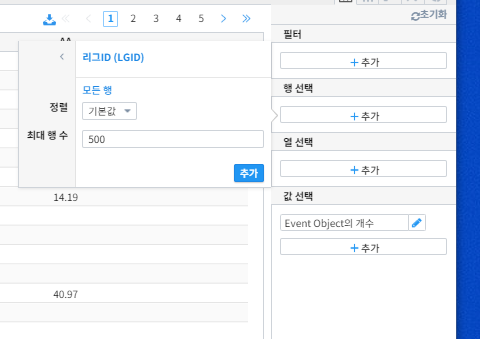 초기화
1 2 3 4 5
AA
필터
+ 추가
리그ID (LGID)
모든 행
정렬
기본값
최대 행 수
500
추가
행 선택
+ 추가
열 선택
+ 추가
값 선택
Event Object의 개수
+ 추가
14.19
40.97